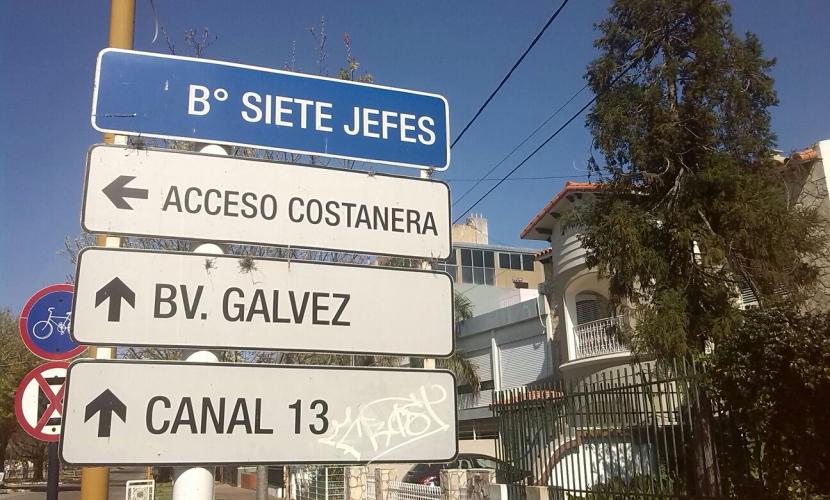 B° SIETE JEFES
ACCESO COSTANERA
BV. GALVEZ
CANAL 13